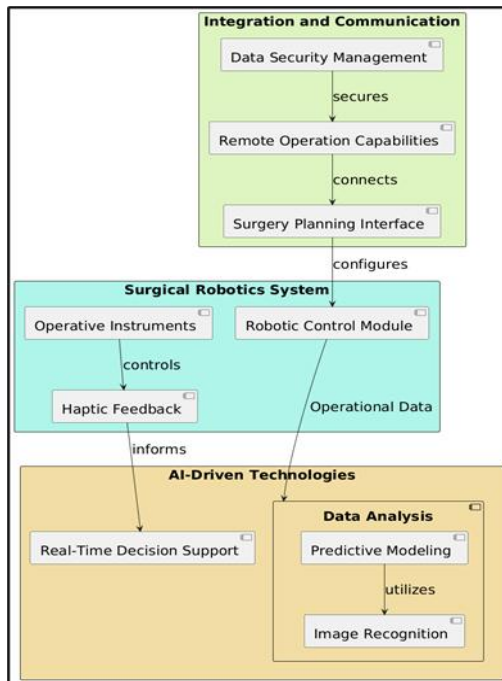 Integration and Communication
Data Security Management
secures
Remote Operation Capabilities
connects
Surgery Planning Interface
configures
Surgical Robotics System
Operative Instruments
Robotic Control Module
controls
Haptic Feedback
Operational Data
informs
AI-Driven Technologies
Data Analysis
Real-Time Decision Support
Predictive Modeling
utilizes
Image Recognition